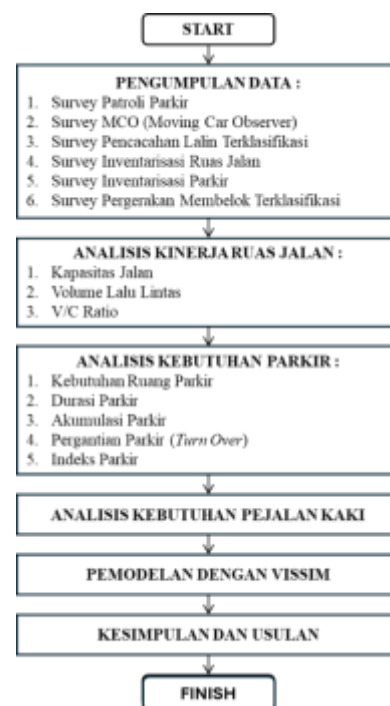 START
PENGUMPULAN DATA :
1. Survey Patroli Parkir
2. Survey MCO (Moving Car Observer)
3. Survey Pencacahan Lalin Terklasifikasi
4. Survey Inventarisasi Ruas Jalan
5. Survey Inventarisasi Parkir
6. Survey Pergerakan Membelok Terklasifikasi
ANALISIS KINERJA RUAS JALAN :
1. Kapasitas Jalan
2. Volume Lalu Lintas
3. V/C Ratio
ANALISIS KEBUTUHAN PARKIR :
1. Kebutuhan Ruang Parkir
2. Durasi Parkir
3. Akumulasi Parkir
4. Pergantian Parkir (Turn Over)
5. Indeks Parkir
ANALISIS KEBUTUHAN PEJALAN KAKI
PEMODELAN DENGAN VISSIM
KESIMPULAN DAN USULAN
FINISH